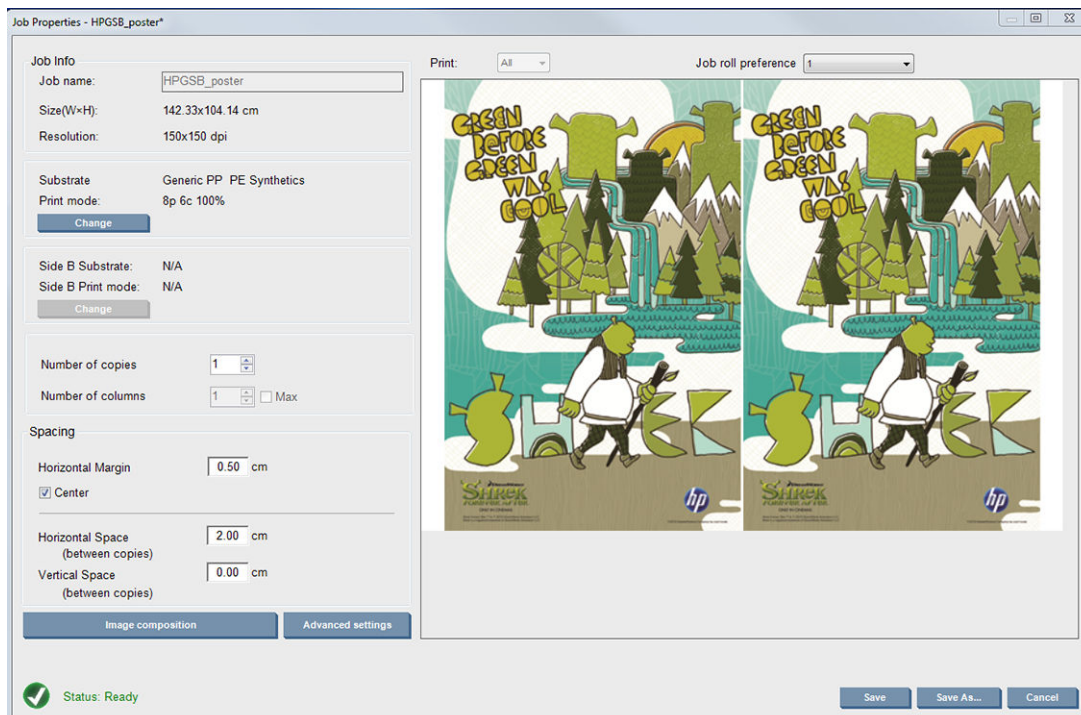 Job Properties - HPGSB_poster*
Job Info
Job name: HPGSB_poster
Size(W×H): 142.33x104.14 cm
Resolution: 150x150 dpi
Substrate Generic PP PE Synthetics
Print mode: 8p 6c 100%
Change
Side B Substrate: N/A
Side B Print mode: N/A
Change
Number of copies 1
Number of columns 1 Max
Spacing
Horizontal Margin 0.50 cm
Center
Horizontal Space 2.00 cm
(between copies)
Vertical Space 0.00 cm
(between copies)
Image composition Advanced settings
Status: Ready
Print: All Job roll preference 1
GREEN
BEFORE
GREEN
WAS
COOL
SHREK
SHREK
hp
GREEN
BEFORE
GREEN
WAS
COOL
SHREK
SHREK
hp
Save Save As... Cancel